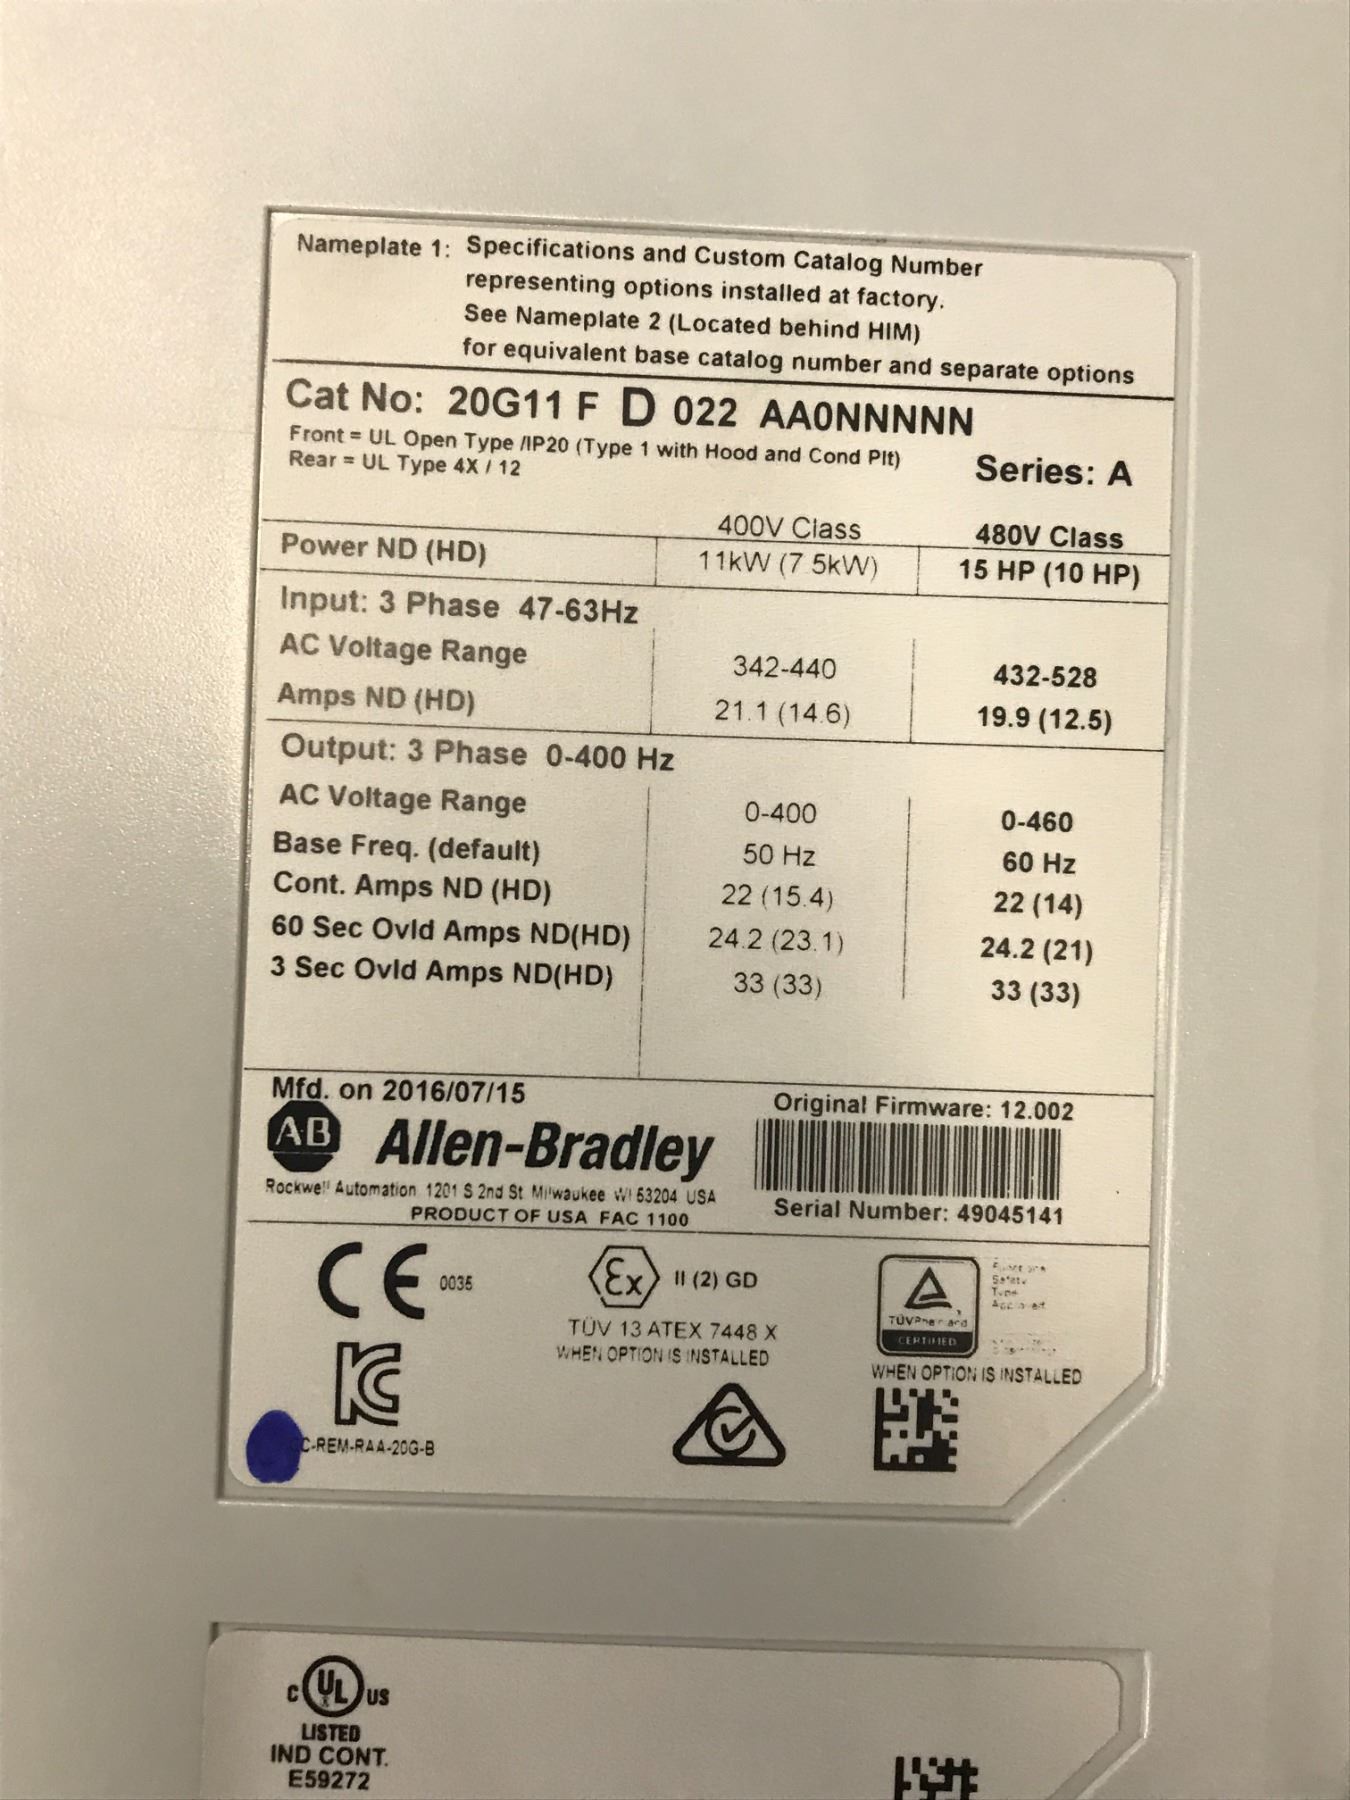 Nameplate 1: Specifications and Custom Catalog Number
representing options installed at factory.
See Nameplate 2 (Located behind HIM)
for equivalent base catalog number and separate options
Cat No: 20G11 F D 022 AA0NNNNN
Front = UL Open Type /IP20 (Type 1 with Hood and Cond Plt)
Rear = UL Type 4X / 12
Series: A
400V Class 480V Class
Power ND (HD) 11kW (7.5kW) 15 HP (10 HP)
Input: 3 Phase 47-63Hz
AC Voltage Range 342-440 432-528
Amps ND (HD) 21.1 (14.6) 19.9 (12.5)
Output: 3 Phase 0-400 Hz
AC Voltage Range 0-400 0-460
Base Freq. (default) 50 Hz 60 Hz
Cont. Amps ND (HD) 22 (15.4) 22 (14)
60 Sec Ovld Amps ND(HD) 24.2 (23.1) 24.2 (21)
3 Sec Ovld Amps ND(HD) 33 (33) 33 (33)
Mfd. on 2016/07/15
Original Firmware: 12.002
AB Allen-Bradley
Rockwell Automation 1201 S 2nd St Milwaukee WI 53204 USA
PRODUCT OF USA FAC 1100
Serial Number: 49045141
CE 0035
Ex II (2) GD
TÜV 13 ATEX 7448 X
WHEN OPTION IS INSTALLED
TÜVRheinland
CERTIFIED
Functional
Safety
Type
Approved
WHEN OPTION IS INSTALLED
KC
C-REM-RAA-20G-B
C UL US
LISTED
IND CONT.
E59272